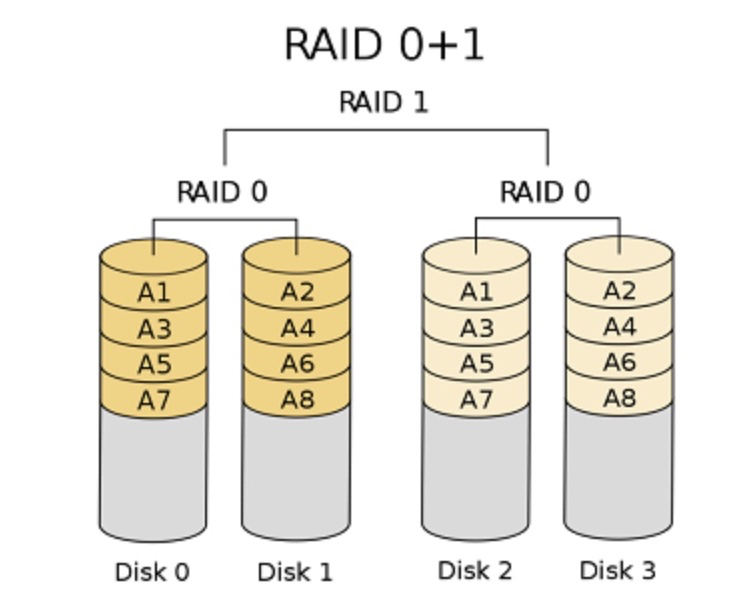 RAID 0+1
RAID 1
RAID 0 RAID 0
A1 A2 A1 A2
A3 A4 A3 A4
A5 A6 A5 A6
A7 A8 A7 A8
Disk 0 Disk 1 Disk 2 Disk 3